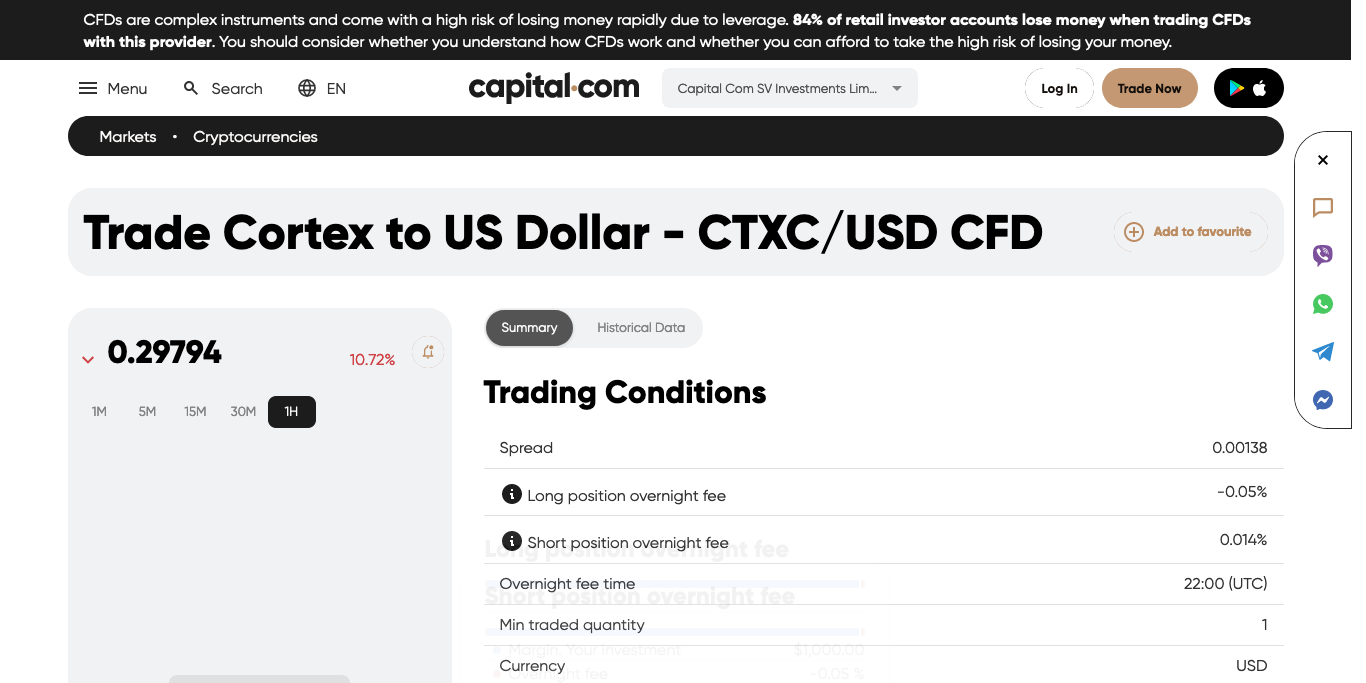 CFDs are complex instruments and come with a high risk of losing money rapidly due to leverage. 84% of retail investor accounts lose money when trading CFDs
with this provider. You should consider whether you understand how CFDs work and whether you can afford to take the high risk of losing your money.
Menu Search EN capital.com Capital Com SV Investments Lim... Log In Trade Now
Markets • Cryptocurrencies
Trade Cortex to US Dollar - CTXC/USD CFD Add to favourite
0.29794 10.72%
1M 5M 15M 30M 1H
Summary Historical Data
Trading Conditions
Spread 0.00138
Long position overnight fee -0.05%
Short position overnight fee 0.014%
Long position overnight fee
Overnight fee time 22:00 (UTC)
Short position overnight fee
Min traded quantity 1
Margin. Your investment $1,000.00
Currency USD
Overnight fee -0.05 %